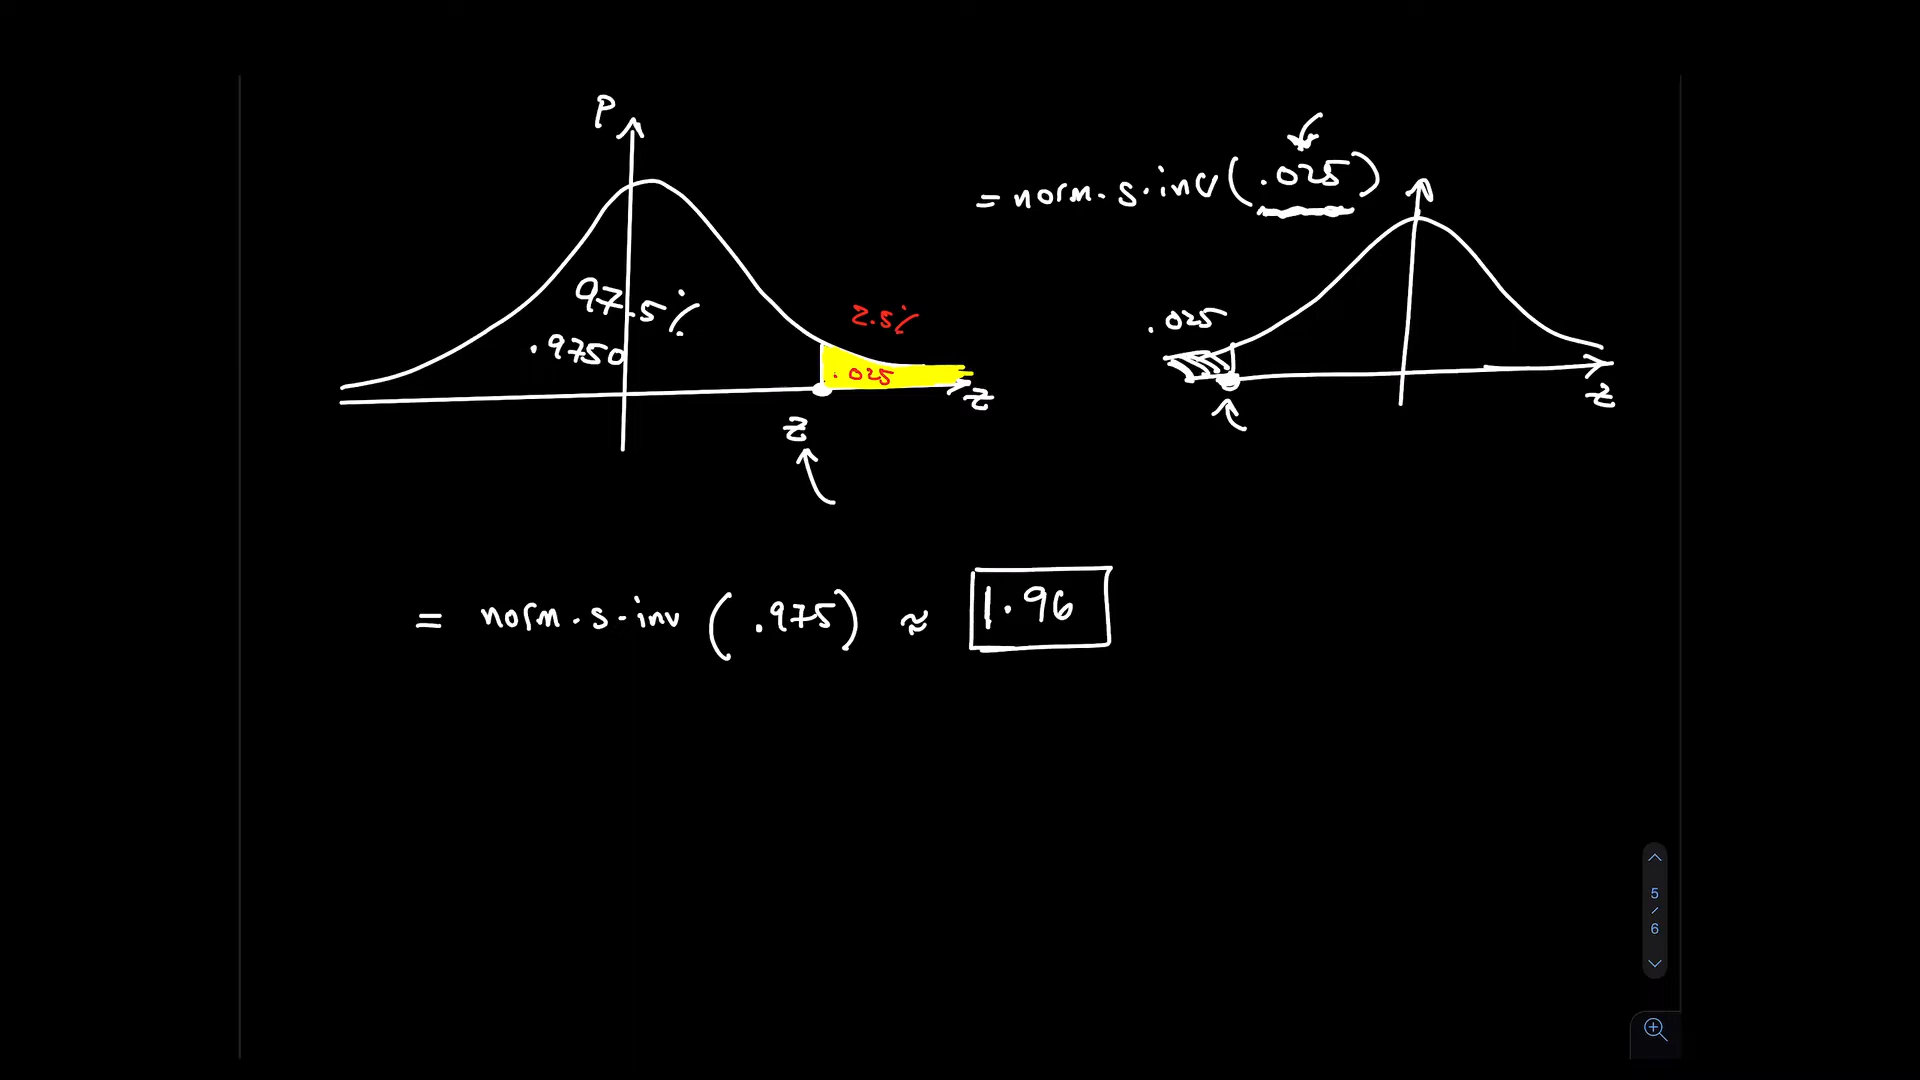 P
= norm.s.inv(.025)
97.5%
.9750
2.5%
.025
z
z
.025
z
= norm.s.inv (.975) ≈ 1.96
5
/
6